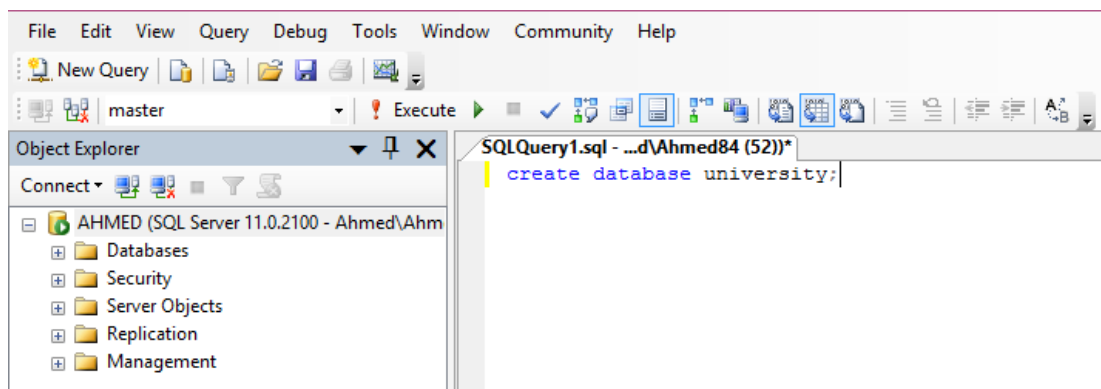 File Edit View Query Debug Tools Window Community Help
New Query
master Execute
Object Explorer
SQLQuery1.sql - ...d\Ahmed84 (52))*
create database university;
Connect
AHMED (SQL Server 11.0.2100 - Ahmed\Ahm
Databases
Security
Server Objects
Replication
Management